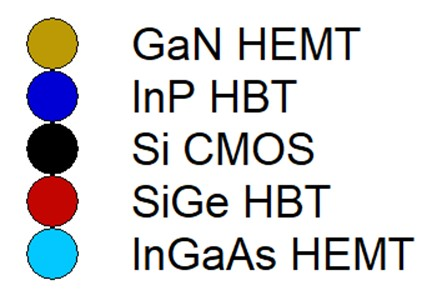 GaN HEMT
InP HBT
Si CMOS
SiGe HBT
InGaAs HEMT